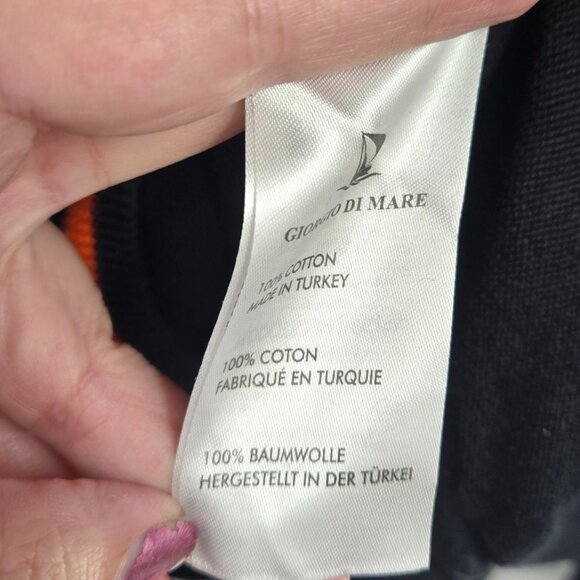 GIORGIO DI MARE
100% COTTON
MADE IN TURKEY
100% COTON
FABRIQUÉ EN TURQUIE
100% BAUMWOLLE
HERGESTELLT IN DER TÜRKEI